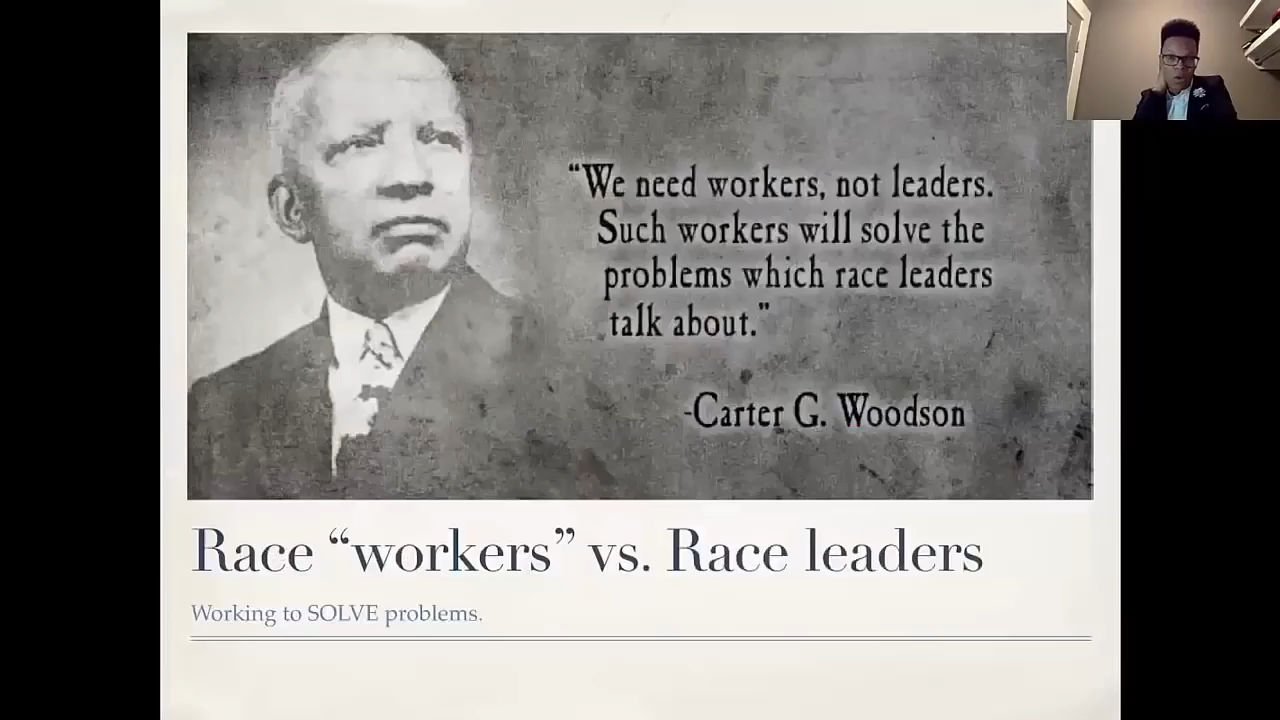 “We need workers, not leaders.
Such workers will solve the
problems which race leaders
talk about.”
-Carter G. Woodson
Race “workers” vs. Race leaders
Working to SOLVE problems.